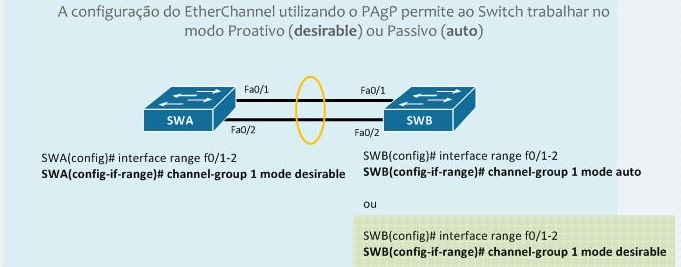 A configuração do EtherChannel utilizando o PAgP permite ao Switch trabalhar no
modo Proativo (desirable) ou Passivo (auto)
Fa0/1
Fa0/1
SWA
SWB
Fa0/2
Fa0/2
SWA(config)# interface range f0/1-2
SWA(config-if-range)# channel-group 1 mode desirable
SWB(config)# interface range f0/1-2
SWB(config-if-range)# channel-group 1 mode auto
ou
SWB(config)# interface range f0/1-2
SWB(config-if-range)# channel-group 1 mode desirable